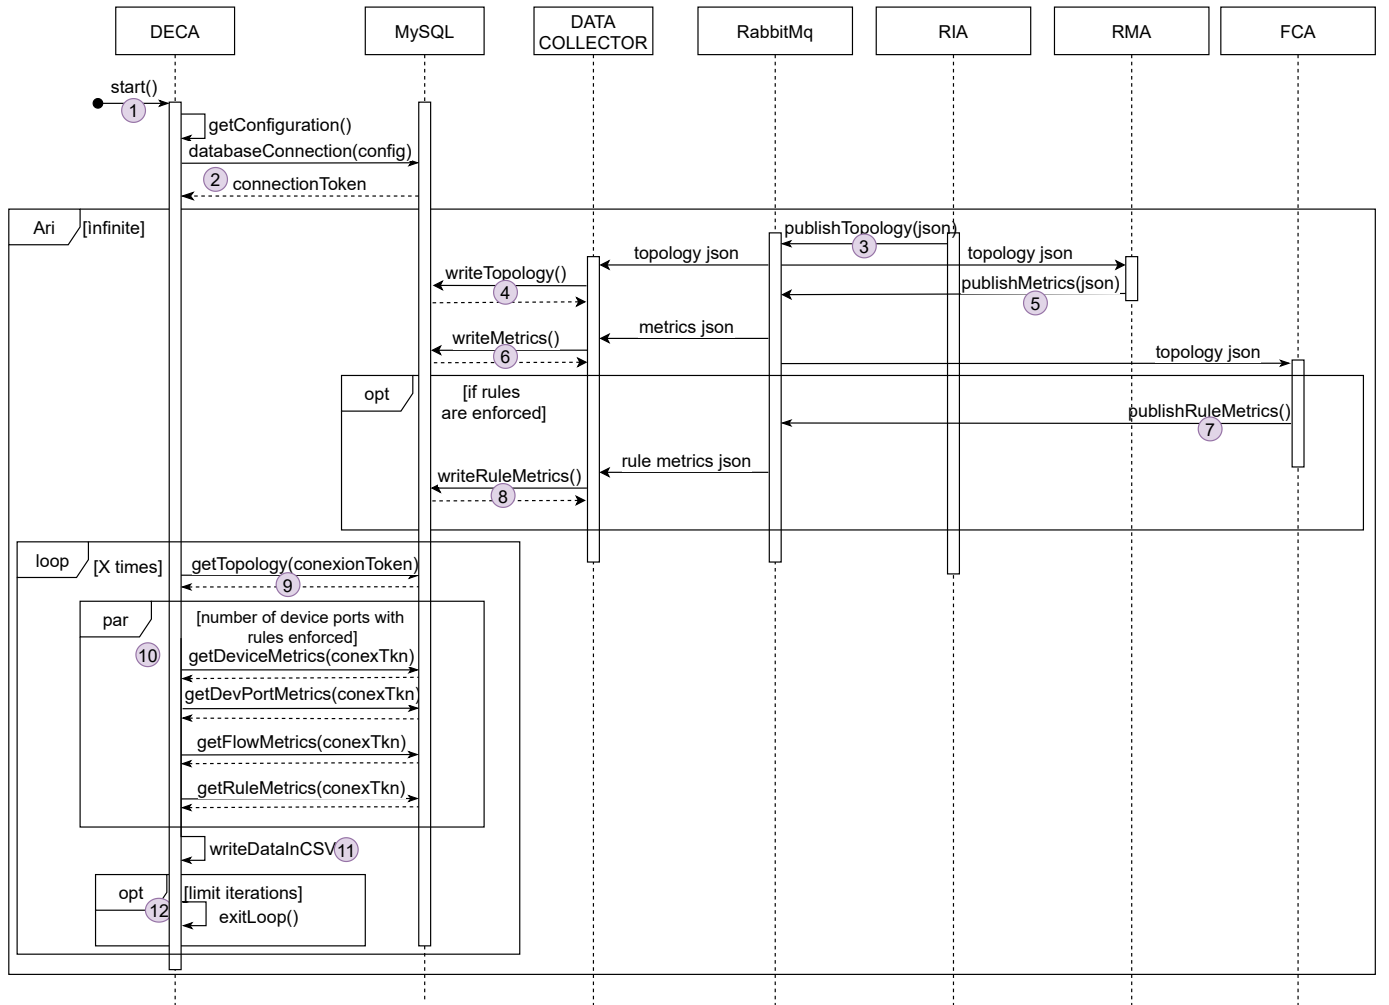 DECA
MySQL
DATA
COLLECTOR
RabbitMq
RIA
RMA
FCA
start()
1
getConfiguration()
databaseConnection(config)
2
connectionToken
Ari
[Infinite]
publishTopology(json)
3
topology json
topology json
writeTopology()
4
publishMetrics(json)
5
metrics json
writeMetrics()
6
topology json
opt
[if rules
are enforced]
publishRuleMetrics()
7
rule metrics json
writeRuleMetrics()
8
loop
[X times]
getTopology(conexionToken)
9
par
[number of device ports with
rules enforced]
10
getDeviceMetrics(conexTkn)
getDevPortMetrics(conexTkn)
getFlowMetrics(conexTkn)
getRuleMetrics(conexTkn)
writeDataInCSV
11
opt
[limit iterations]
12
exitLoop()